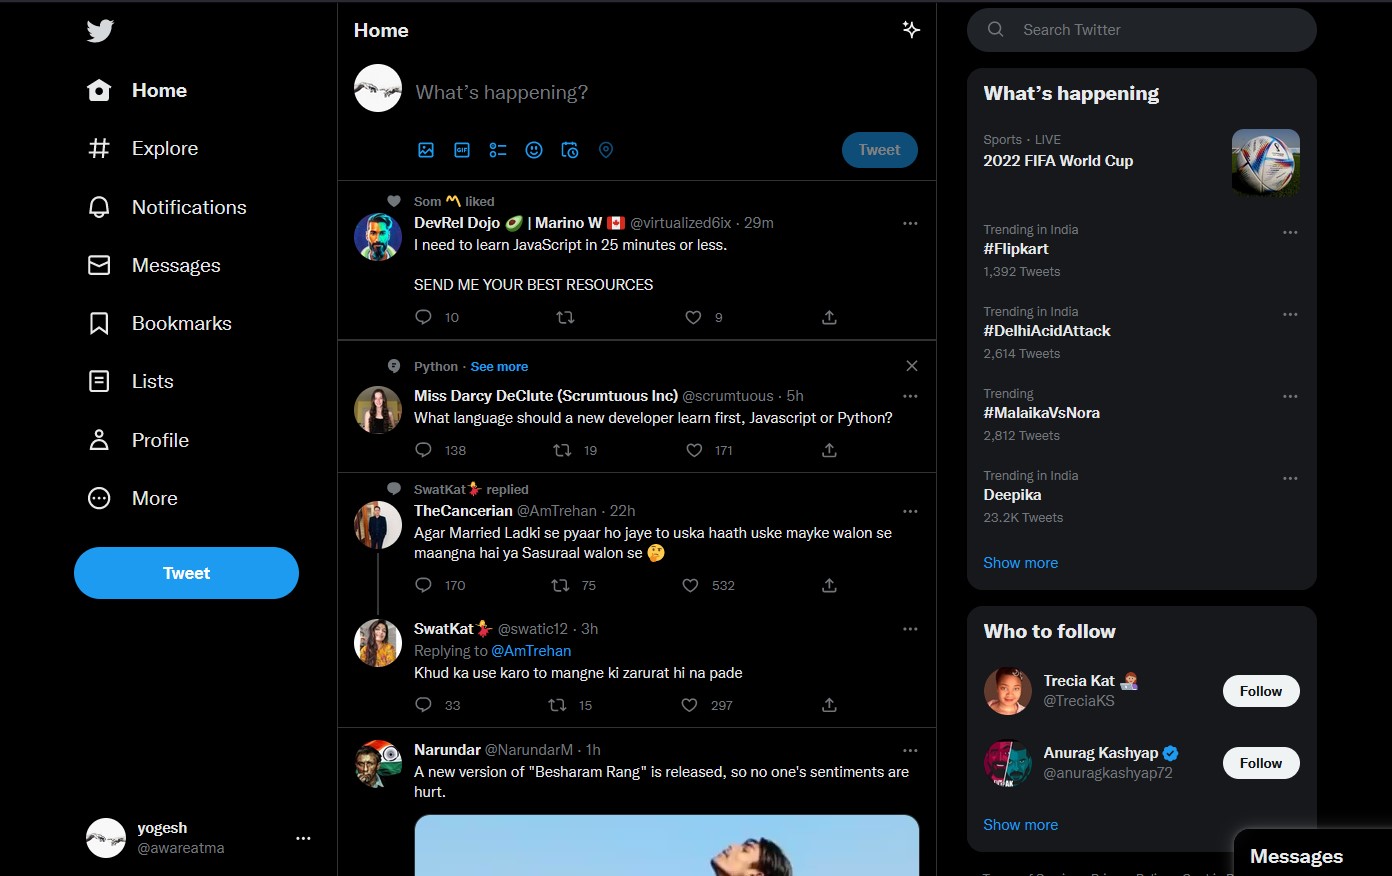 Home
Explore
Notifications
Messages
Bookmarks
Lists
Profile
More
Tweet
yogesh
@awareatma
Home
What's happening?
GIF
Tweet
Som liked
DevRel Dojo 🥑 | Marino W 🇨🇦 @virtualized6ix · 29m
I need to learn JavaScript in 25 minutes or less.
SEND ME YOUR BEST RESOURCES
10 9
Python · See more
Miss Darcy DeClute (Scrumtuous Inc) @scrumtuous · 5h
What language should a new developer learn first, Javascript or Python?
138 19 171
SwatKat💃 replied
TheCancerian @AmTrehan · 22h
Agar Married Ladki se pyaar ho jaye to uska haath uske mayke walon se
maangna hai ya Sasuraal walon se 🤔
170 75 532
SwatKat💃 @swatic12 · 3h
Replying to @AmTrehan
Khud ka use karo to mangne ki zarurat hi na pade
33 15 297
Narundar @NarundarM · 1h
A new version of "Besharam Rang" is released, so no one's sentiments are
hurt.
Search Twitter
What's happening
Sports · LIVE
2022 FIFA World Cup
Trending in India
#Flipkart
1,392 Tweets
Trending in India
#DelhiAcidAttack
2,614 Tweets
Trending
#MalaikaVsNora
2,812 Tweets
Trending in India
Deepika
23.2K Tweets
Show more
Who to follow
Trecia Kat
@TreciaKS
Follow
Anurag Kashyap
@anuragkashyap72
Follow
Show more
Messages